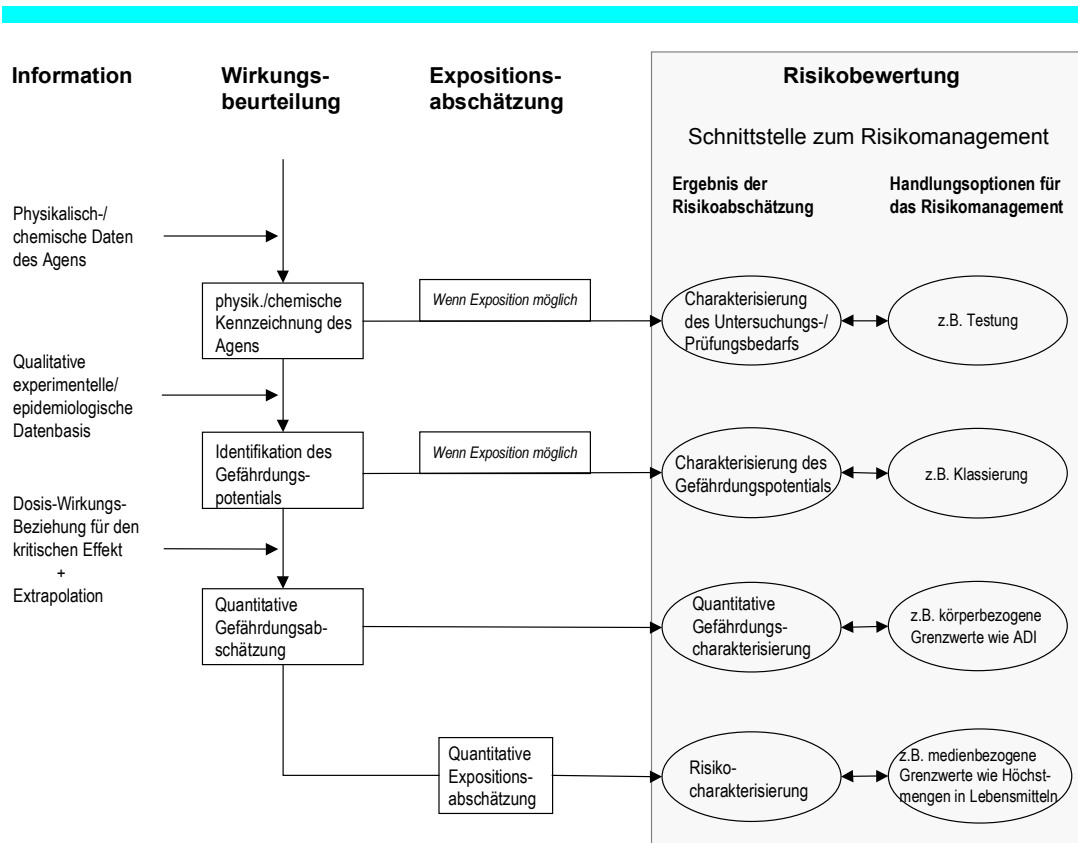 Information
Wirkungs-
beurteilung
Expositions-
abschätzung
Risikobewertung
Schnittstelle zum Risikomanagement
Ergebnis der
Risikoabschätzung
Handlungsoptionen für
das Risikomanagement
Physikalisch-/
chemische Daten
des Agens
physik./chemische
Kennzeichnung des
Agens
Wenn Exposition möglich
Charakterisierung
des Untersuchungs-/
Prüfungsbedarfs
z.B. Testung
Qualitative
experimentelle/
epidemiologische
Datenbasis
Identifikation des
Gefährdungs-
potentials
Wenn Exposition möglich
Charakterisierung des
Gefährdungspotentials
z.B. Klassierung
Dosis-Wirkungs-
Beziehung für den
kritischen Effekt
+
Extrapolation
Quantitative
Gefährdungsab-
schätzung
Quantitative
Gefährdungs-
charakterisierung
z.B. körperbezogene
Grenzwerte wie ADI
Quantitative
Expositions-
abschätzung
Risiko-
charakterisierung
z.B. medienbezogene
Grenzwerte wie Höchst-
mengen in Lebensmitteln